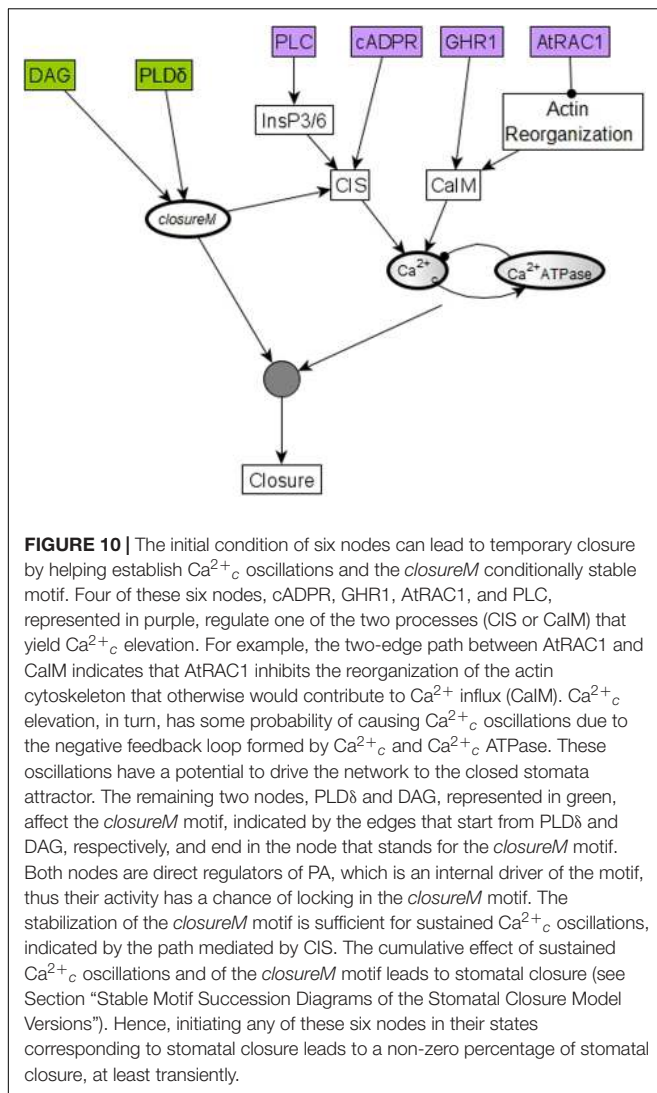 PLC cADPR GHR1 AtRAC1
DAG PLDδ
InsP3/6 Actin
Reorganization
CIS CaIM
closureM
Ca²⁺c Ca²⁺ATPase
Closure
FIGURE 10 | The initial condition of six nodes can lead to temporary closure
by helping establish Ca²⁺c oscillations and the closureM conditionally stable
motif. Four of these six nodes, cADPR, GHR1, AtRAC1, and PLC,
represented in purple, regulate one of the two processes (CIS or CaIM) that
yield Ca²⁺c elevation. For example, the two-edge path between AtRAC1 and
CaIM indicates that AtRAC1 inhibits the reorganization of the actin
cytoskeleton that otherwise would contribute to Ca²⁺ influx (CaIM). Ca²⁺c
elevation, in turn, has some probability of causing Ca²⁺c oscillations due to
the negative feedback loop formed by Ca²⁺c and Ca²⁺c ATPase. These
oscillations have a potential to drive the network to the closed stomata
attractor. The remaining two nodes, PLDδ and DAG, represented in green,
affect the closureM motif, indicated by the edges that start from PLDδ and
DAG, respectively, and end in the node that stands for the closureM motif.
Both nodes are direct regulators of PA, which is an internal driver of the motif,
thus their activity has a chance of locking in the closureM motif. The
stabilization of the closureM motif is sufficient for sustained Ca²⁺c oscillations,
indicated by the path mediated by CIS. The cumulative effect of sustained
Ca²⁺c oscillations and of the closureM motif leads to stomatal closure (see
Section “Stable Motif Succession Diagrams of the Stomatal Closure Model
Versions”). Hence, initiating any of these six nodes in their states
corresponding to stomatal closure leads to a non-zero percentage of stomatal
closure, at least transiently.